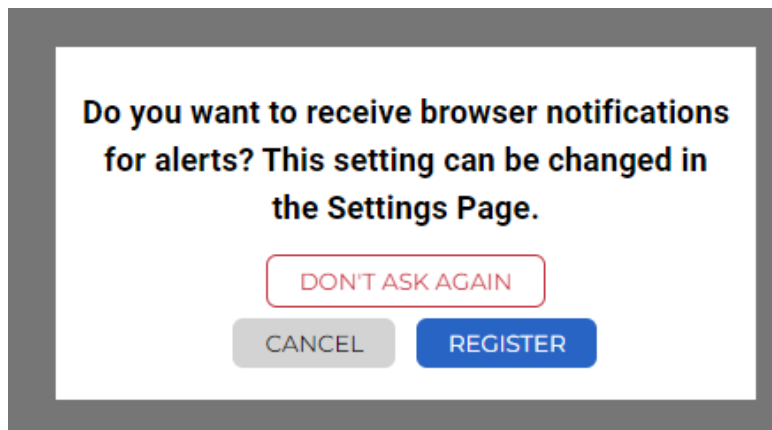 Do you want to receive browser notifications
for alerts? This setting can be changed in
the Settings Page.
DON'T ASK AGAIN
CANCEL
REGISTER